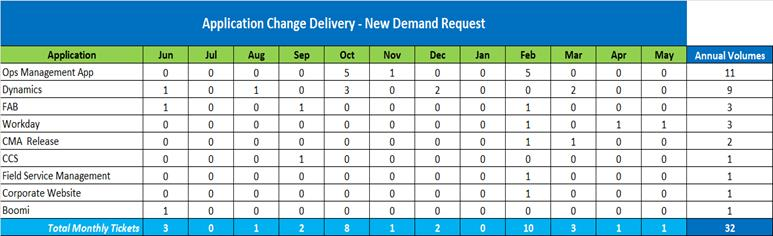 Application Change Delivery - New Demand Request
Application Jun Jul Aug Sep Oct Nov Dec Jan Feb Mar Apr May Annual Volumes
Ops Management App 0 0 0 0 5 1 0 0 5 0 0 0 11
Dynamics 1 0 1 0 3 0 2 0 0 2 0 0 9
FAB 1 0 0 1 0 0 0 0 1 0 0 0 3
Workday 0 0 0 0 0 0 0 0 1 0 1 1 3
CMA Release 0 0 0 0 0 0 0 0 1 1 0 0 2
CCS 0 0 0 1 0 0 0 0 0 0 0 0 1
Field Service Management 0 0 0 0 0 0 0 0 1 0 0 0 1
Corporate Website 0 0 0 0 0 0 0 0 1 0 0 0 1
Boomi 1 0 0 0 0 0 0 0 0 0 0 0 1
Total Monthly Tickets 3 0 1 2 8 1 2 0 10 3 1 1 32